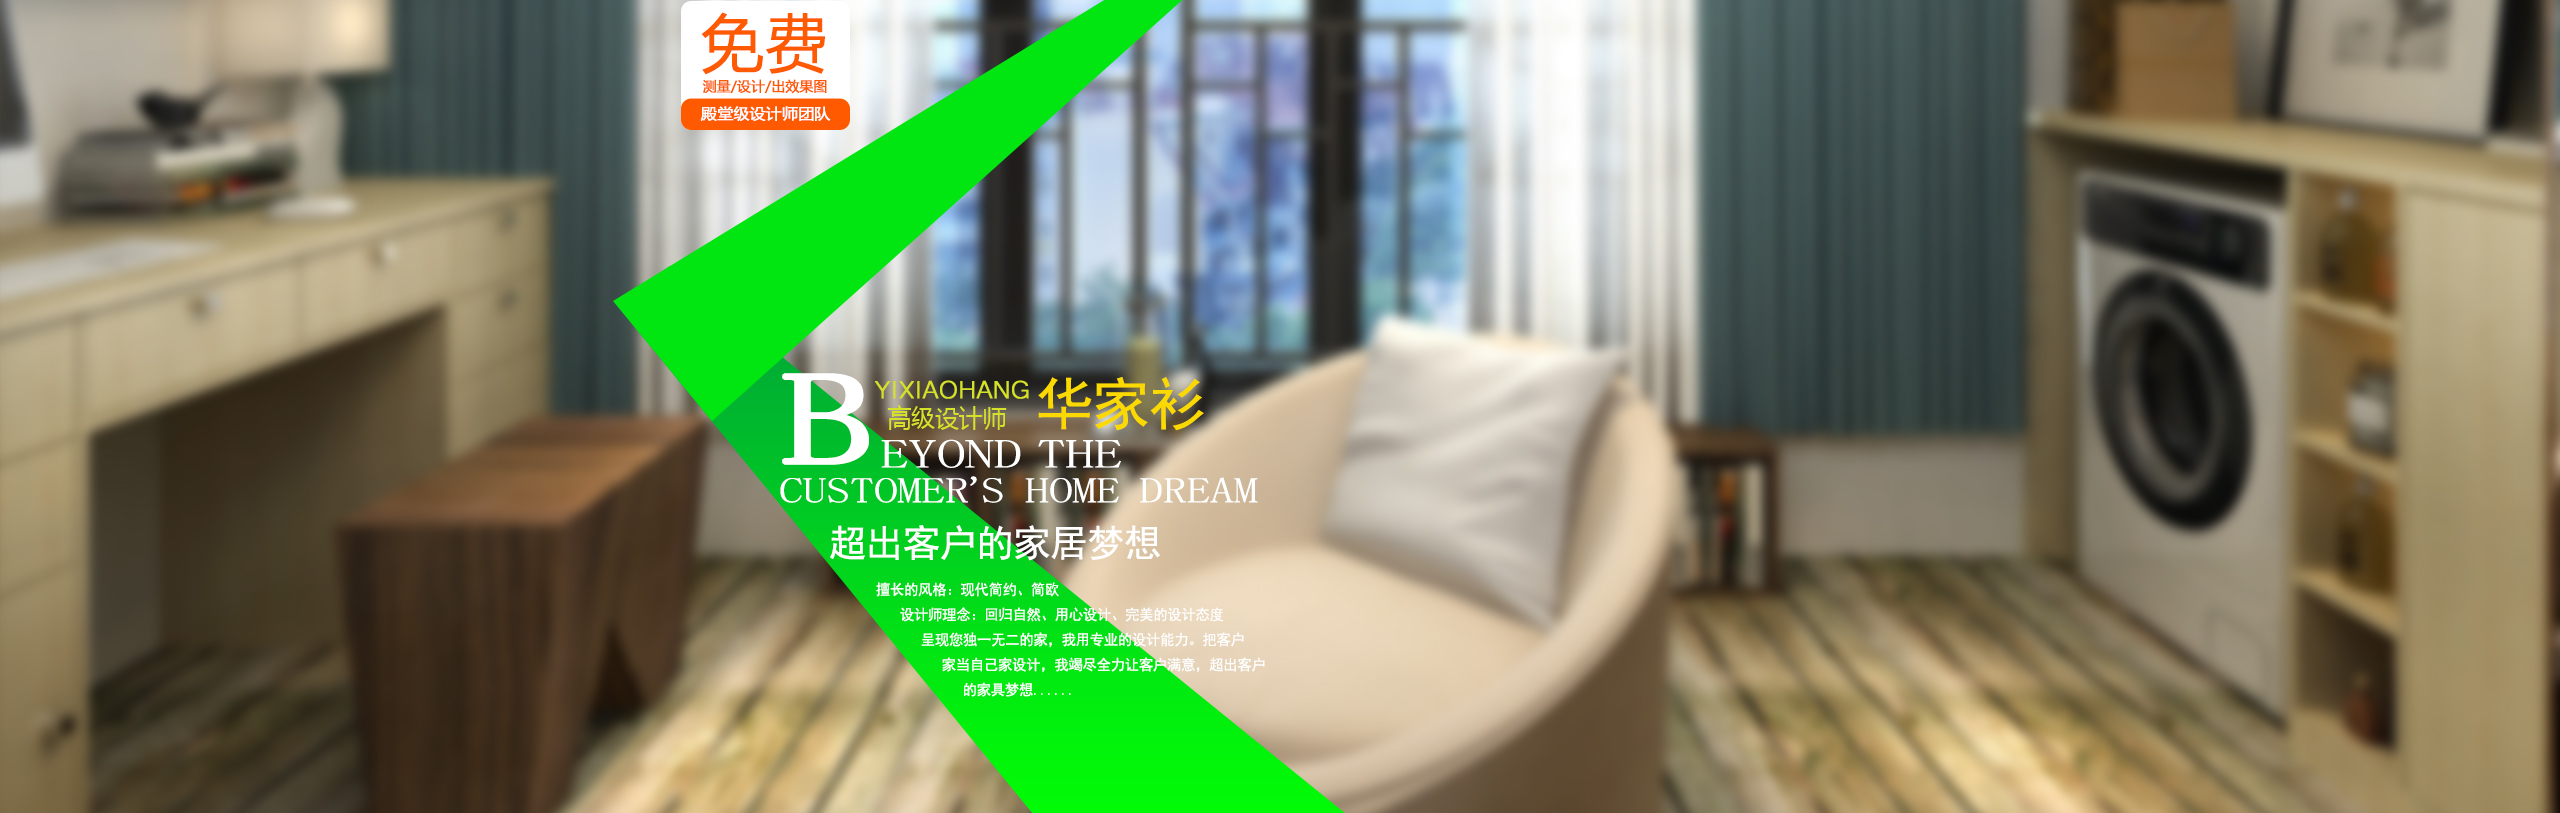 免费
测量/设计/出效果图
殿堂级设计师团队
YIXIAOHANG 华家衫
高级设计师
BEYOND THE
CUSTOMER'S HOME DREAM
超出客户的家居梦想
擅长的风格：现代简约、简欧
设计师理念：回归自然、用心设计、完美的设计态度
呈现您独一无二的家，我用专业的设计能力。把客户
家当自己家设计，我竭尽全力让客户满意，超出客户
的家具梦想......